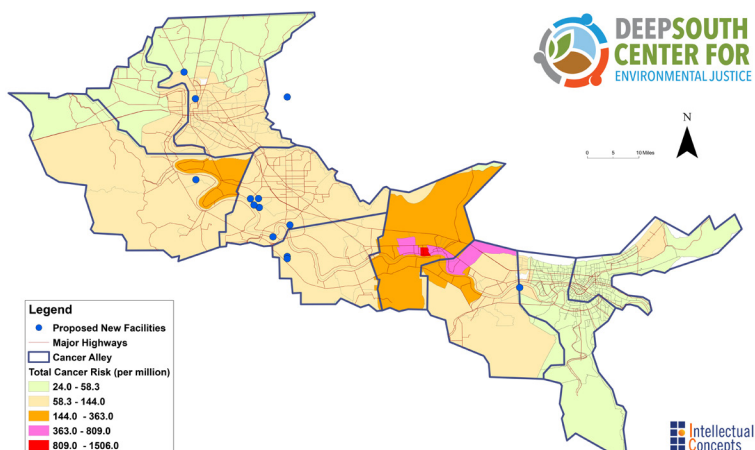 DEEPSOUTH
CENTER FOR
ENVIRONMENTAL JUSTICE
N
0 5 10 Miles
Legend
Proposed New Facilities
Major Highways
Cancer Alley
Total Cancer Risk (per million)
24.0 - 58.3
58.3 - 144.0
144.0 - 363.0
363.0 - 809.0
809.0 - 1506.0
Intellectual
Concepts